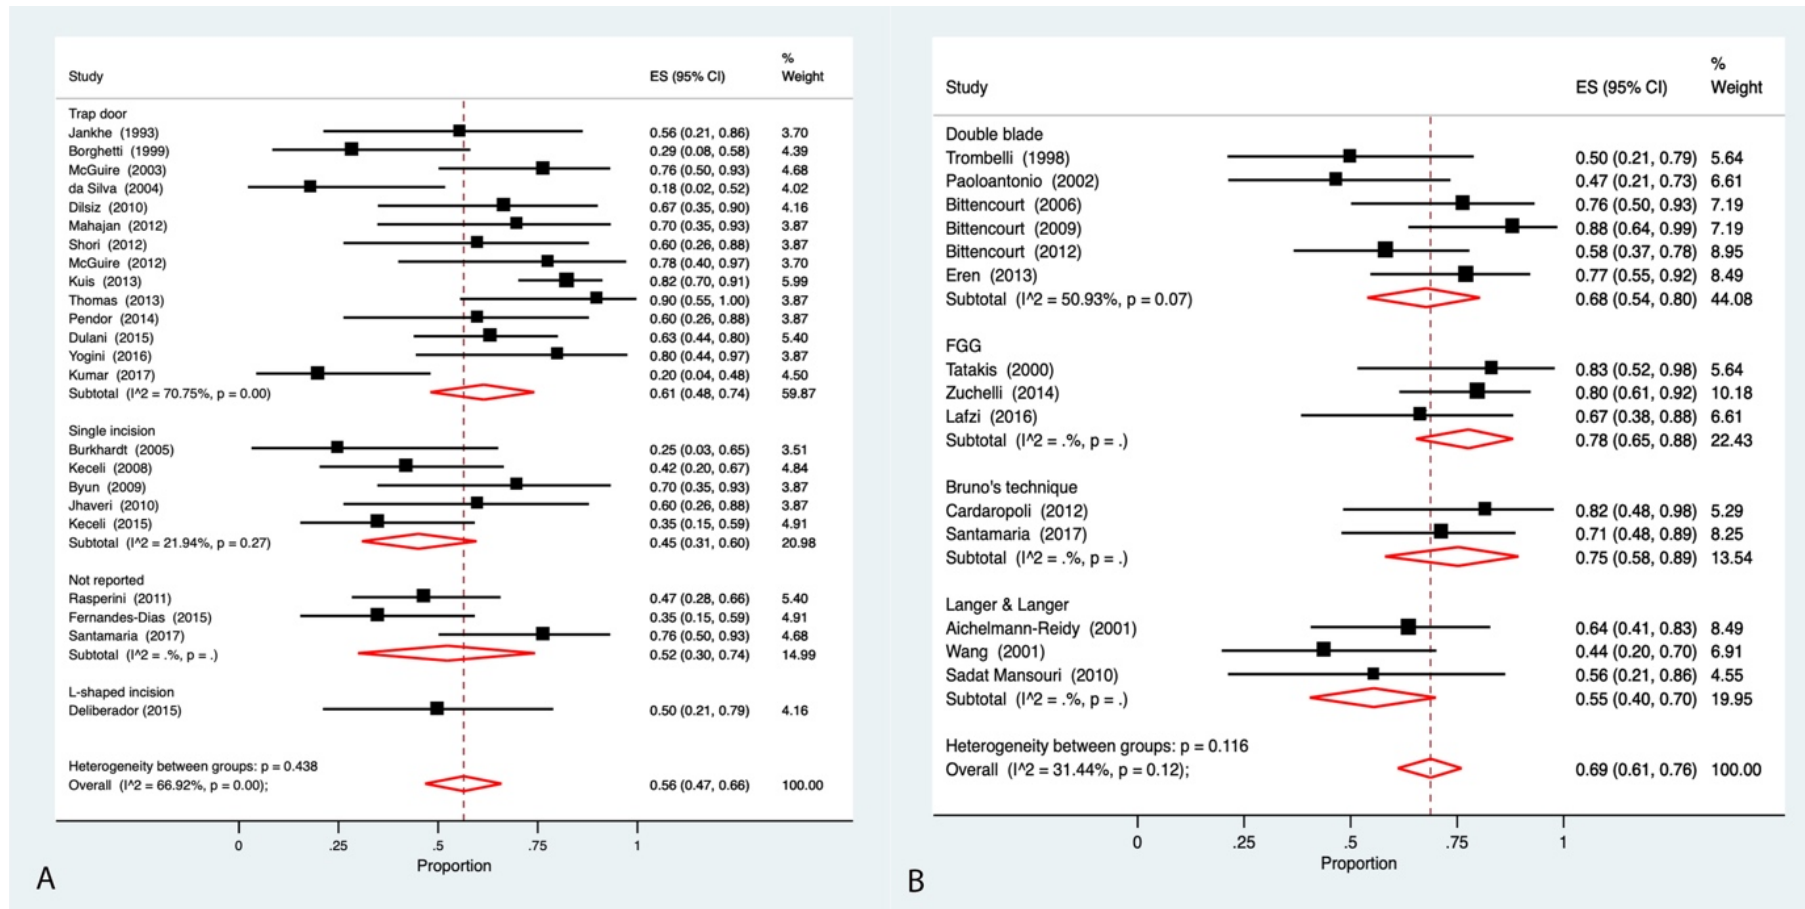 %
Study ES (95% CI) Weight
Trap door
Jankhe (1993) 0.56 (0.21, 0.86) 3.70
Borghetti (1999) 0.29 (0.08, 0.58) 4.39
McGuire (2003) 0.76 (0.50, 0.93) 4.68
da Silva (2004) 0.18 (0.02, 0.52) 4.02
Dilsiz (2010) 0.67 (0.35, 0.90) 4.16
Mahajan (2012) 0.70 (0.35, 0.93) 3.87
Shori (2012) 0.60 (0.26, 0.88) 3.87
McGuire (2012) 0.78 (0.40, 0.97) 3.70
Kuis (2013) 0.82 (0.70, 0.91) 5.99
Thomas (2013) 0.90 (0.55, 1.00) 3.87
Pendor (2014) 0.60 (0.26, 0.88) 3.87
Dulani (2015) 0.63 (0.44, 0.80) 5.40
Yogini (2016) 0.80 (0.44, 0.97) 3.87
Kumar (2017) 0.20 (0.04, 0.48) 4.50
Subtotal (I^2 = 70.75%, p = 0.00) 0.61 (0.48, 0.74) 59.87
Single incision
Burkhardt (2005) 0.25 (0.03, 0.65) 3.51
Keceli (2008) 0.42 (0.20, 0.67) 4.84
Byun (2009) 0.70 (0.35, 0.93) 3.87
Jhaveri (2010) 0.60 (0.26, 0.88) 3.87
Keceli (2015) 0.35 (0.15, 0.59) 4.91
Subtotal (I^2 = 21.94%, p = 0.27) 0.45 (0.31, 0.60) 20.98
Not reported
Rasperini (2011) 0.47 (0.28, 0.66) 5.40
Fernandes-Dias (2015) 0.35 (0.15, 0.59) 4.91
Santamaria (2017) 0.76 (0.50, 0.93) 4.68
Subtotal (I^2 = .%, p = .) 0.52 (0.30, 0.74) 14.99
L-shaped incision
Deliberador (2015) 0.50 (0.21, 0.79) 4.16
Heterogeneity between groups: p = 0.438
Overall (I^2 = 66.92%, p = 0.00); 0.56 (0.47, 0.66) 100.00
0 .25 .5 .75 1
Proportion
A
%
Study ES (95% CI) Weight
Double blade
Trombelli (1998) 0.50 (0.21, 0.79) 5.64
Paoloantonio (2002) 0.47 (0.21, 0.73) 6.61
Bittencourt (2006) 0.76 (0.50, 0.93) 7.19
Bittencourt (2009) 0.88 (0.64, 0.99) 7.19
Bittencourt (2012) 0.58 (0.37, 0.78) 8.95
Eren (2013) 0.77 (0.55, 0.92) 8.49
Subtotal (I^2 = 50.93%, p = 0.07) 0.68 (0.54, 0.80) 44.08
FGG
Tatakis (2000) 0.83 (0.52, 0.98) 5.64
Zuchelli (2014) 0.80 (0.61, 0.92) 10.18
Lafzi (2016) 0.67 (0.38, 0.88) 6.61
Subtotal (I^2 = .%, p = .) 0.78 (0.65, 0.88) 22.43
Bruno's technique
Cardaropoli (2012) 0.82 (0.48, 0.98) 5.29
Santamaria (2017) 0.71 (0.48, 0.89) 8.25
Subtotal (I^2 = .%, p = .) 0.75 (0.58, 0.89) 13.54
Langer & Langer
Aichelmann-Reidy (2001) 0.64 (0.41, 0.83) 8.49
Wang (2001) 0.44 (0.20, 0.70) 6.91
Sadat Mansouri (2010) 0.56 (0.21, 0.86) 4.55
Subtotal (I^2 = .%, p = .) 0.55 (0.40, 0.70) 19.95
Heterogeneity between groups: p = 0.116
Overall (I^2 = 31.44%, p = 0.12); 0.69 (0.61, 0.76) 100.00
0 .25 .5 .75 1
Proportion
B